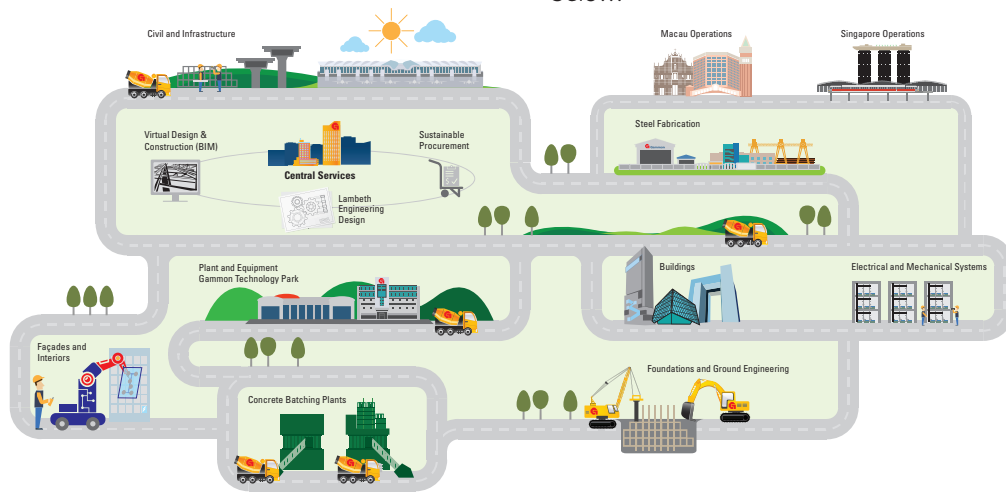 Civil and Infrastructure
Macau Operations
Singapore Operations
Virtual Design &
Construction (BIM)
Central Services
Sustainable
Procurement
Lambeth
Engineering
Design
Steel Fabrication
Plant and Equipment
Gammon Technology Park
Buildings
Electrical and Mechanical Systems
Façades and
Interiors
Concrete Batching Plants
Foundations and Ground Engineering